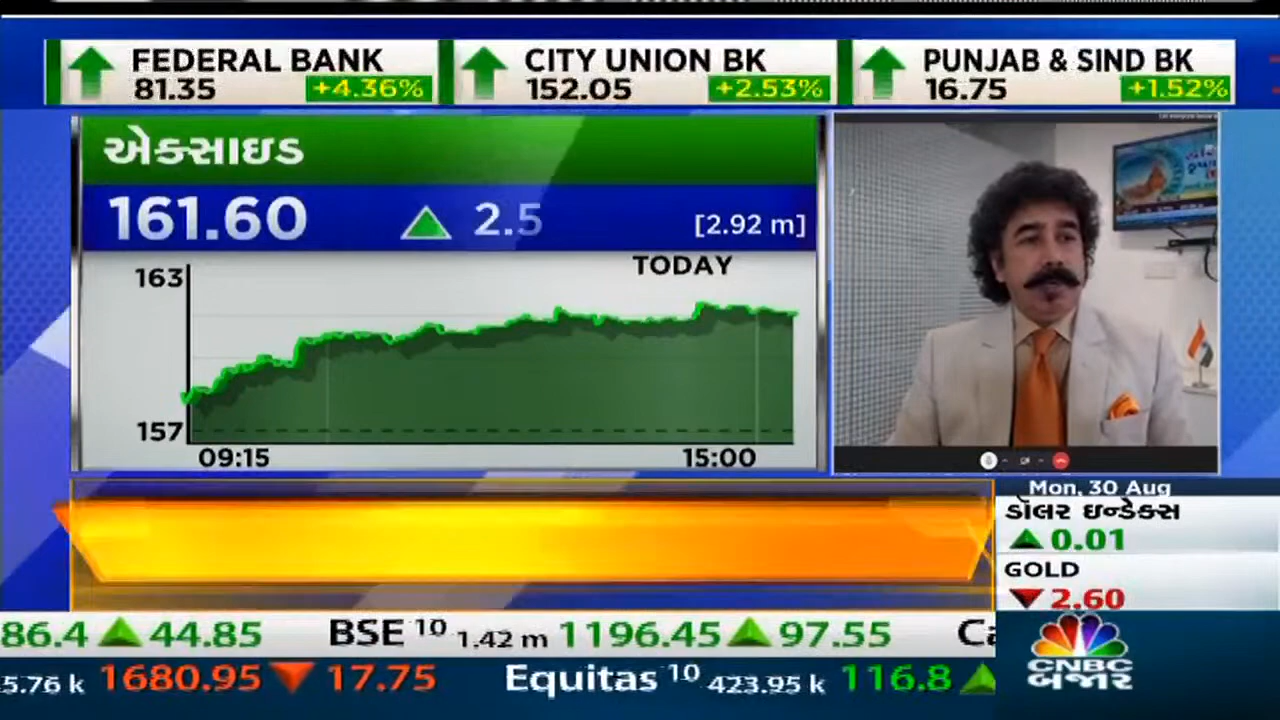 FEDERAL BANK
81.35 +4.36%
CITY UNION BK
152.05 +2.53%
PUNJAB & SIND BK
16.75 +1.52%
એક્સાઇડ
161.60 2.5 [2.92 m]
TODAY
163
157
09:15 15:00
Mon, 30 Aug
ડૉલર ઇન્ડેક્સ
0.01
GOLD
2.60
86.4 44.85 BSE 10 1.42 m 1196.45 97.55 Ca
5.76 k 1680.95 17.75 Equitas 10 423.95 k 116.8
CNBC
બજાર